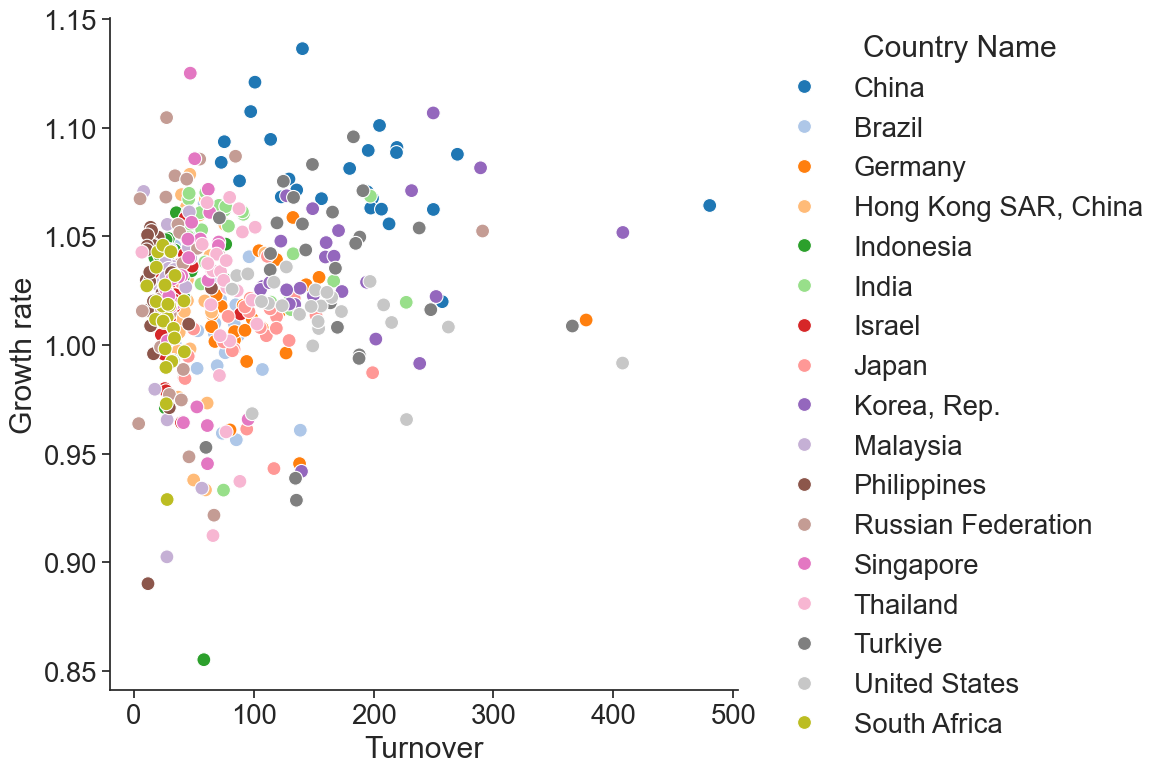 1.15
1.10
1.05
1.00
0.95
0.90
0.85
Growth rate
0
100
200
300
400
500
Turnover
Country Name
China
Brazil
Germany
Hong Kong SAR, China
Indonesia
India
Israel
Japan
Korea, Rep.
Malaysia
Philippines
Russian Federation
Singapore
Thailand
Turkiye
United States
South Africa